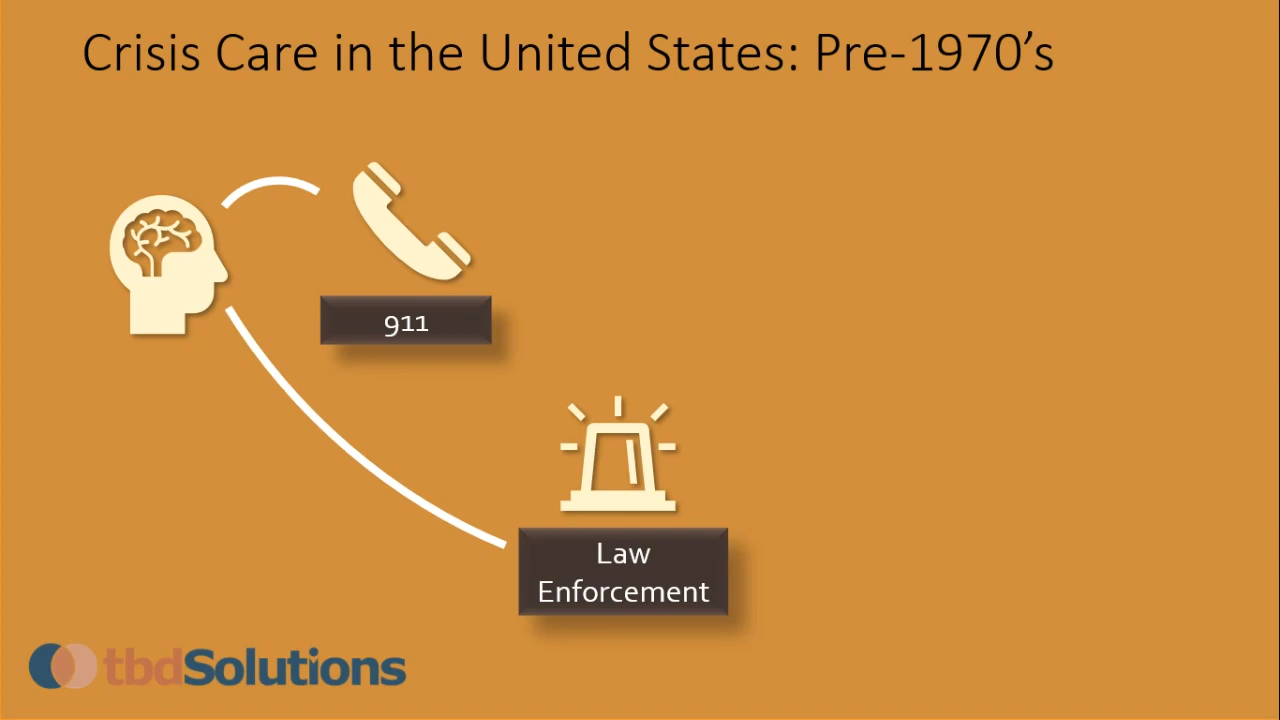 Crisis Care in the United States: Pre-1970’s
911
Law
Enforcement
tbdSolutions